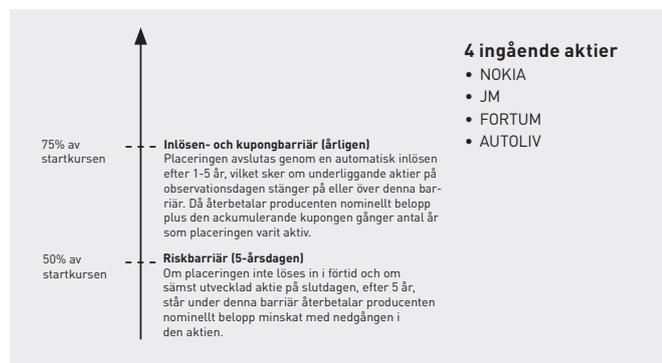 4 ingående aktier
• NOKIA
• JM
• FORTUM
• AUTOLIV
75% av
startkursen
Inlösen- och kupongbarriär (årligen)
Placeringen avslutas genom en automatisk inlösen
efter 1-5 år, vilket sker om underliggande aktier på
observationsdagen stänger på eller över denna bar-
riär. Då återbetalar producenten nominellt belopp
plus den ackumulerande kupongen gånger antal år
som placeringen varit aktiv.
50% av
startkursen
Riskbarriär (5-årsdagen)
Om placeringen inte löses in i förtid och om
sämst utvecklad aktie på slutdagen, efter 5 år,
står under denna barriär återbetalar producenten
nominellt belopp minskat med nedgången i
den aktien.